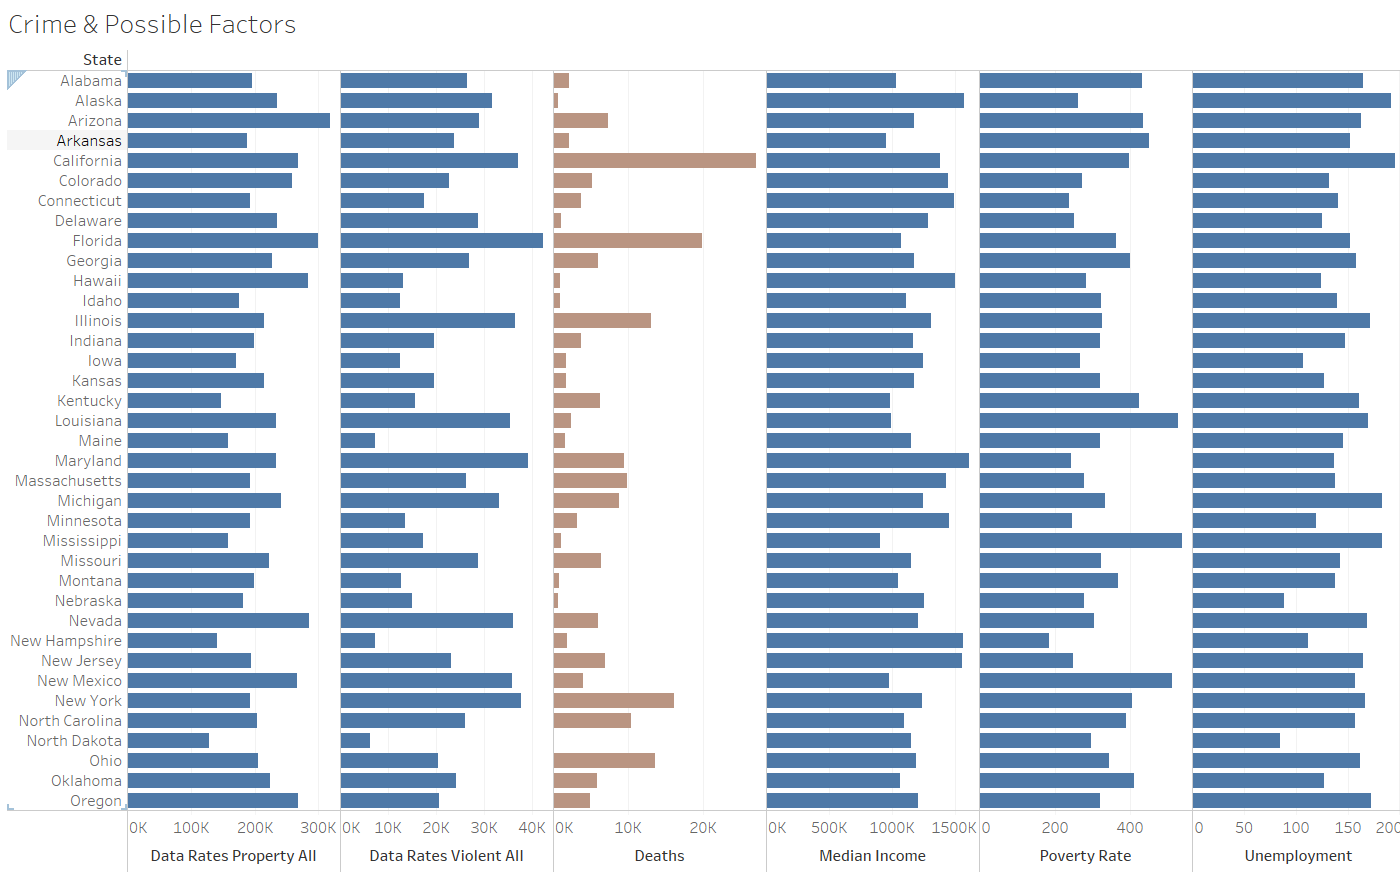 Crime & Possible Factors
State
Alabama
Alaska
Arizona
Arkansas
California
Colorado
Connecticut
Delaware
Florida
Georgia
Hawaii
Idaho
Illinois
Indiana
Iowa
Kansas
Kentucky
Louisiana
Maine
Maryland
Massachusetts
Michigan
Minnesota
Mississippi
Missouri
Montana
Nebraska
Nevada
New Hampshire
New Jersey
New Mexico
New York
North Carolina
North Dakota
Ohio
Oklahoma
Oregon
0K 100K 200K 300K 0K 10K 20K 30K 40K 0K 10K 20K 0K 500K 1000K 1500K 0 200 400 0 50 100 150 200
Data Rates Property All Data Rates Violent All Deaths Median Income Poverty Rate Unemployment